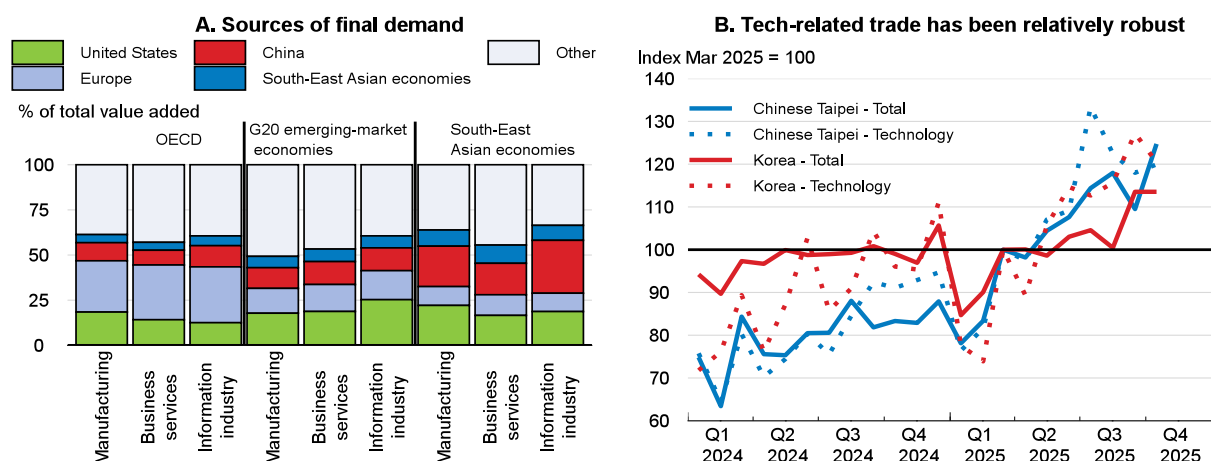 A. Sources of final demand
United States
China
Other
Europe
South-East Asian economies
% of total value added
OECD
G20 emerging-market
economies
South-East
Asian economies
100
75
50
25
0
Manufacturing
Business
services
Information
industry
Manufacturing
Business
services
Information
industry
Manufacturing
Business
services
Information
industry
B. Tech-related trade has been relatively robust
Index Mar 2025 = 100
140
130
120
110
100
90
80
70
60
Chinese Taipei - Total
Chinese Taipei - Technology
Korea - Total
Korea - Technology
Q1
2024
Q2
2024
Q3
2024
Q4
2024
Q1
2025
Q2
2025
Q3
2025
Q4
2025